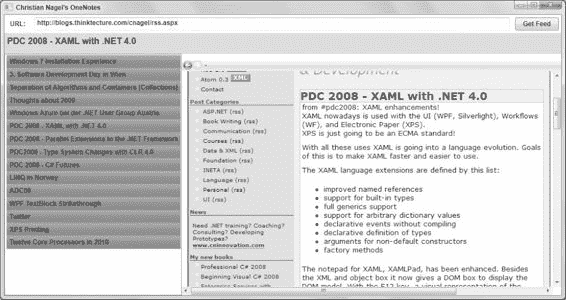 Christian Nagel's OneNotes
URL: http://blogs.thinktecture.com/cnagel/rss.aspx Get Feed
PDC 2008 - XAML with .NET 4.0
Windows 7 Installation Experience
3. Software Development Day in Wien
Separation of Algorithms and Containers (Collections)
Thoughts about 2009
Windows Azure bei der .NET User Group Austria
PDC 2008 - XAML with .NET 4.0
PDC 2008 - Parallel Extensions to the .NET Framework
PDC2008 - Type System Changes with CLR 4.0
PDC 2008 - C# Futures
LINQ in Norway
ADC08
WPF TextBlock Strikethrough
Twitter
XPS Printing
Twelve Core Processors in 2010
Atom 0.3 XML
Contact
Post Categories
ASP.NET (rss)
Book Writing (rss)
Communication (rss)
Courses (rss)
Data & XML (rss)
Foundation (rss)
INETA (rss)
Language (rss)
Personal (rss)
UI (rss)
News
Need .NET training? Coaching?
Consulting? Developing
Prototypes?
www.cninnovation.com
My new books
Professional C# 2008
Beginning Visual C# 2008
Enterprise Services with
& Development
PDC 2008 - XAML with .NET 4.0
from #pdc2008: XAML enhancements!
XAML nowadays is used with the UI (WPF, Silverlight), Workflows
(WF), and Electronic Paper (XPS).
XPS is just going to be an ECMA standard!
With all these uses XAML is going into a language evolution. Goals
of this is to make XAML faster and easier to use.
The XAML language extensions are defined by this list:
improved named references
support for built-in types
full generics support
support for arbitrary dictionary values
declarative events without compiling
declarative definition of types
arguments for non-default constructors
factory methods
The notepad for XAML, XAMLPad, has been enhanced. Besides
the XML and object box it now gives a DOM box to display the
DOM model. With the F12 key, a visual representation of the